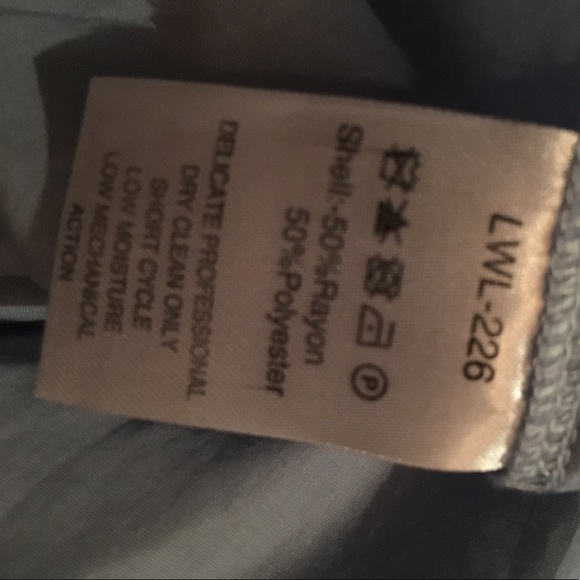 LWL-226
P
Shell:-50%Rayon
50%Polyester
DELICATE PROFESSIONAL
DRY CLEAN ONLY
SHORT CYCLE
LOW MOISTURE
LOW MECHANICAL
ACTION